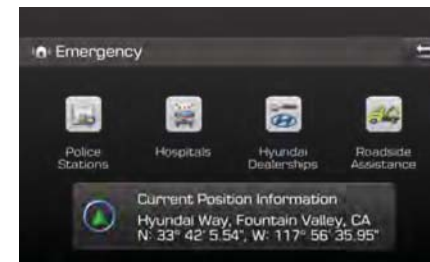 Emergency
Police
Stations
Hospitals
Hyundai
Dealerships
Roadside
Assistance
Current Position Information
Hyundai Way, Fountain Valley, CA
N: 33° 42' 5.54", W: 117° 56' 35.95"